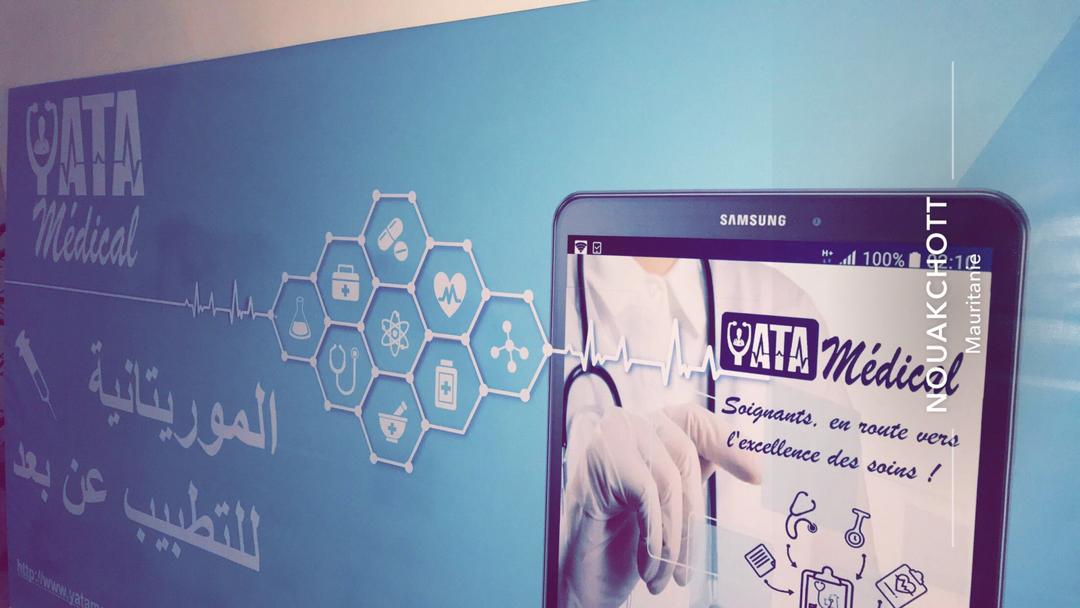 YATA
Médical
الموريتانية
للتطبيب عن بعد
SAMSUNG
H+
100%
YATA Médical
Soignants, en route vers
l'excellence des soins !
NOUAKCHOTT
Mauritanie